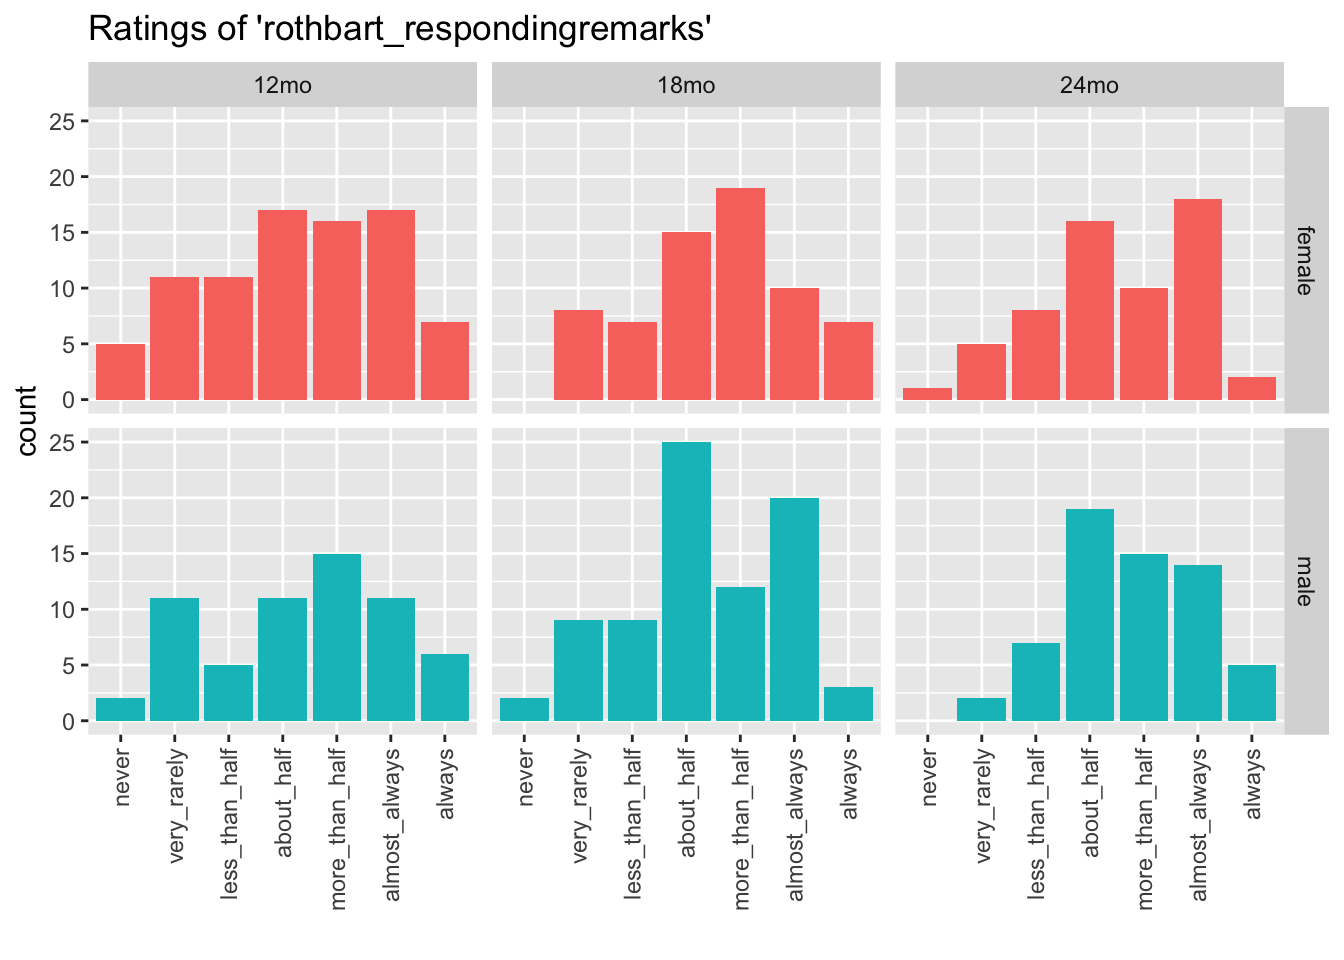 Ratings of 'rothbart_respondingremarks'
12mo 18mo 24mo
25
20
15
10
5
0
female
count
25
20
15
10
5
0
male
never very_rarely less_than_half about_half more_than_half almost_always always
never very_rarely less_than_half about_half more_than_half almost_always always
never very_rarely less_than_half about_half more_than_half almost_always always